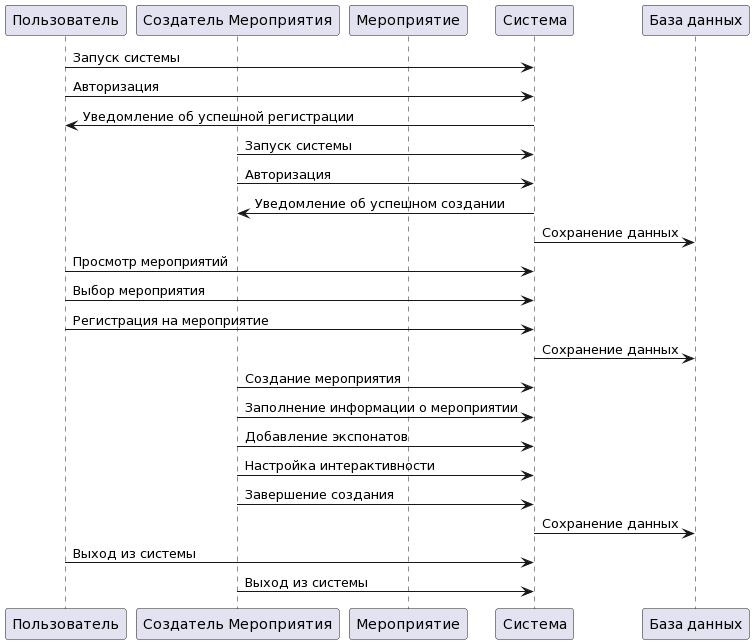 Пользователь Создатель Мероприятия Мероприятие Система База данных
Запуск системы
Авторизация
Уведомление об успешной регистрации
Запуск системы
Авторизация
Уведомление об успешном создании
Сохранение данных
Просмотр мероприятий
Выбор мероприятия
Регистрация на мероприятие
Сохранение данных
Создание мероприятия
Заполнение информации о мероприятии
Добавление экспонатов
Настройка интерактивности
Завершение создания
Сохранение данных
Выход из системы
Выход из системы
Пользователь Создатель Мероприятия Мероприятие Система База данных